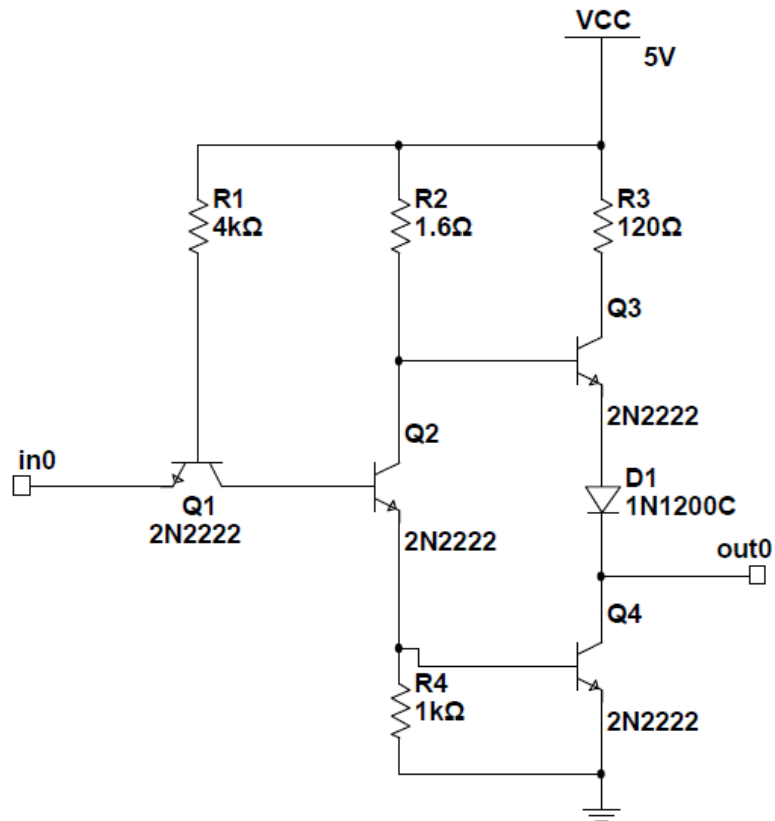 VCC
5V
R1
4kΩ
R2
1.6Ω
R3
120Ω
Q3
2N2222
Q2
2N2222
in0
Q1
2N2222
D1
1N1200C
out0
Q4
2N2222
R4
1kΩ